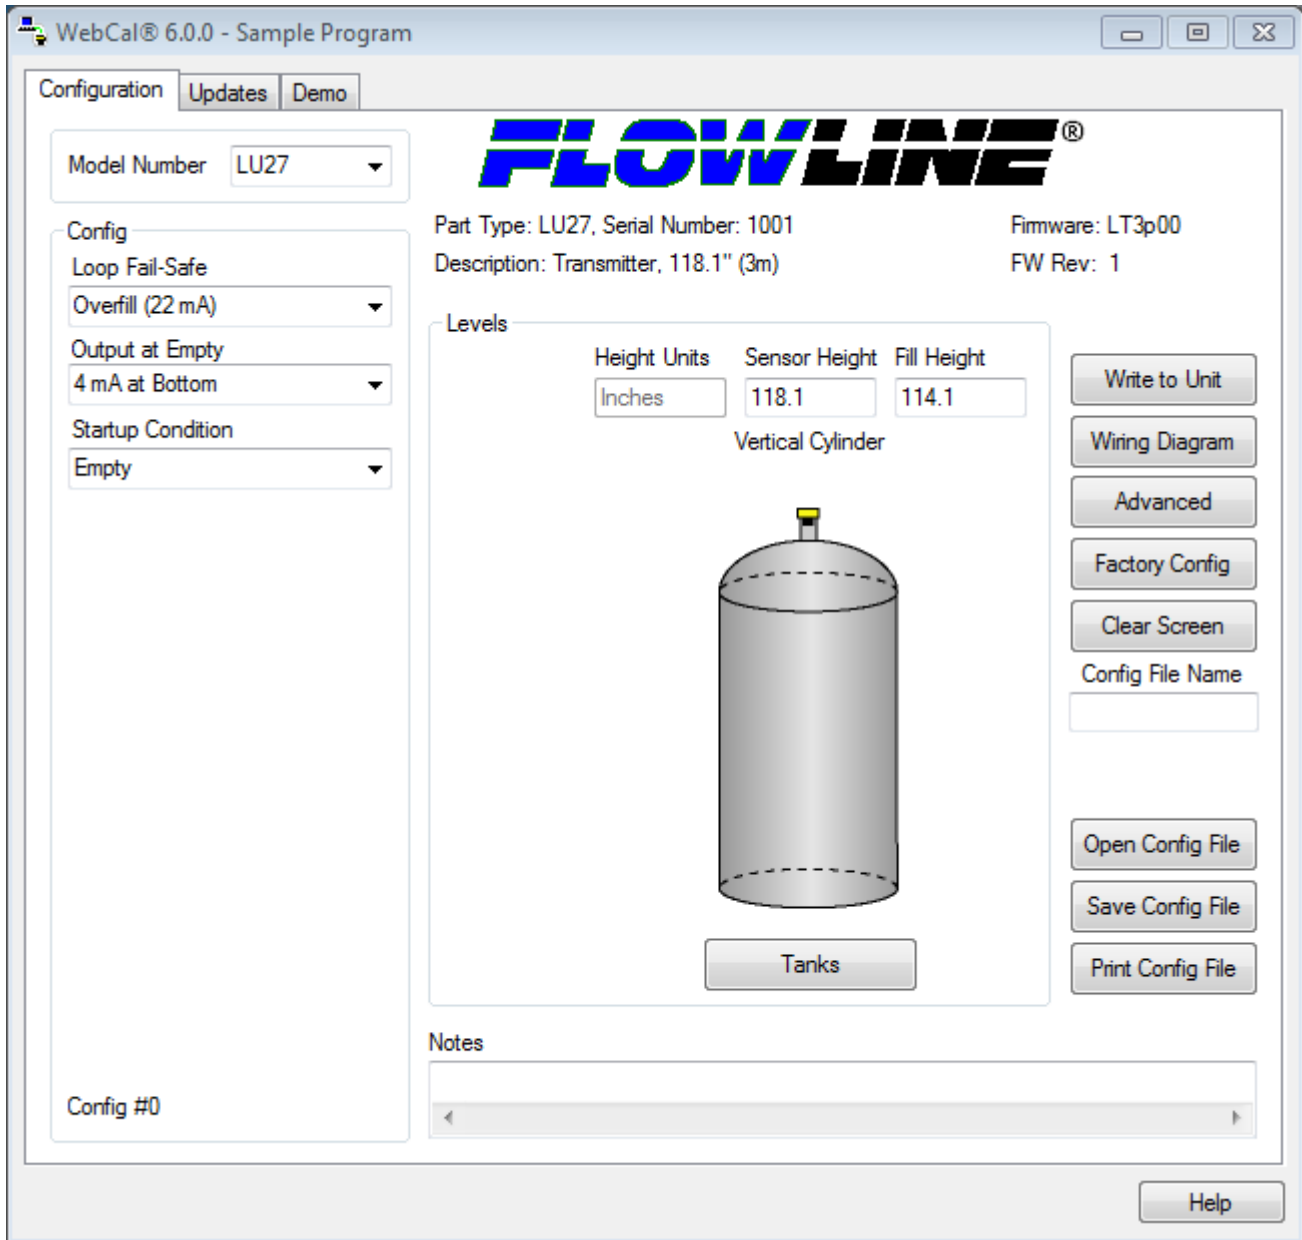 WebCal® 6.0.0 - Sample Program
Configuration Updates Demo
Model Number LU27
FLOWLINE®
Part Type: LU27, Serial Number: 1001 Firmware: LT3p00
Description: Transmitter, 118.1" (3m) FW Rev: 1
Config
Loop Fail-Safe
Overfill (22 mA)
Output at Empty
4 mA at Bottom
Startup Condition
Empty
Config #0
Levels
Height Units Sensor Height Fill Height
Inches 118.1 114.1
Vertical Cylinder
Tanks
Write to Unit
Wiring Diagram
Advanced
Factory Config
Clear Screen
Config File Name
Open Config File
Save Config File
Print Config File
Notes
Help